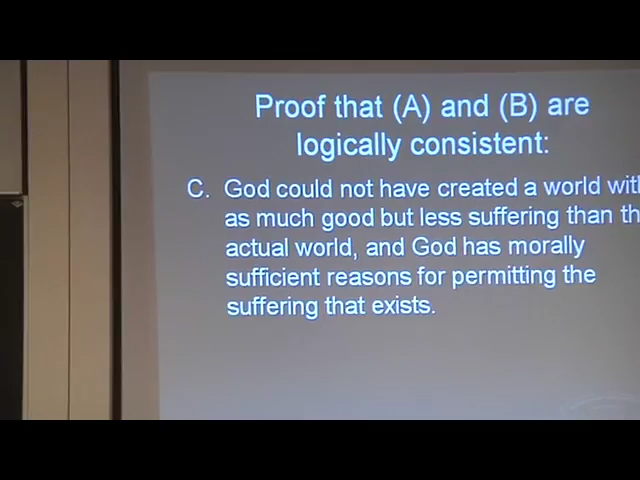 Proof that (A) and (B) are
logically consistent:
C. God could not have created a world with
as much good but less suffering than th
actual world, and God has morally
sufficient reasons for permitting the
suffering that exists.